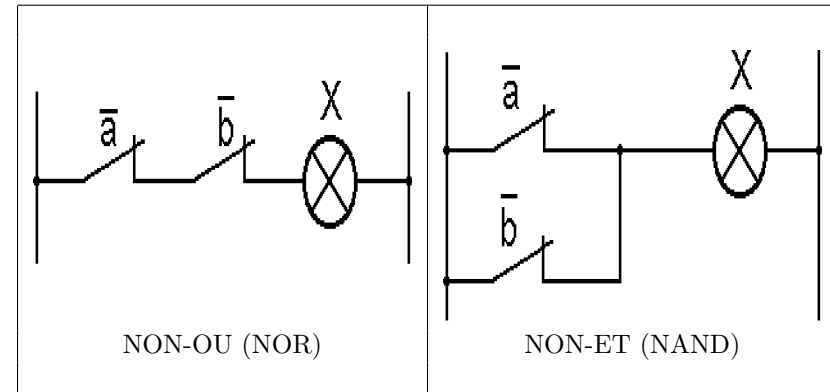 a̅ b̅ X
NON-OU (NOR)
X
a̅
b̅
NON-ET (NAND)